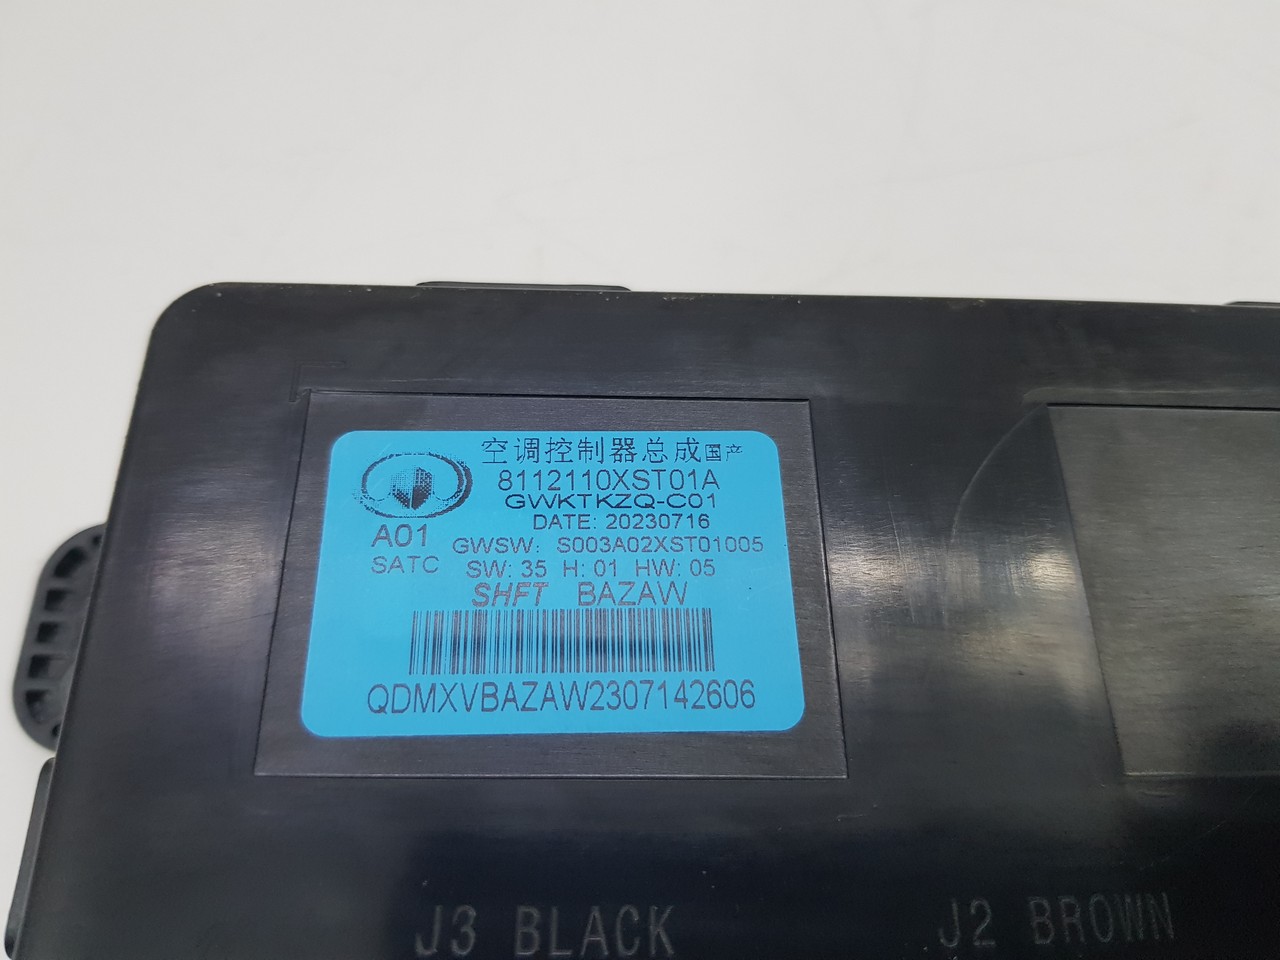 空调控制器总成国产
8112110XST01A
GWKTKZQ-C01
DATE: 20230716
A01
GWSW: S003A02XST01005
SATC
SW: 35 H: 01 HW: 05
SHFT BAZAW
QDMXVBAZAW2307142606
J3 BLACK
J2 BROWN